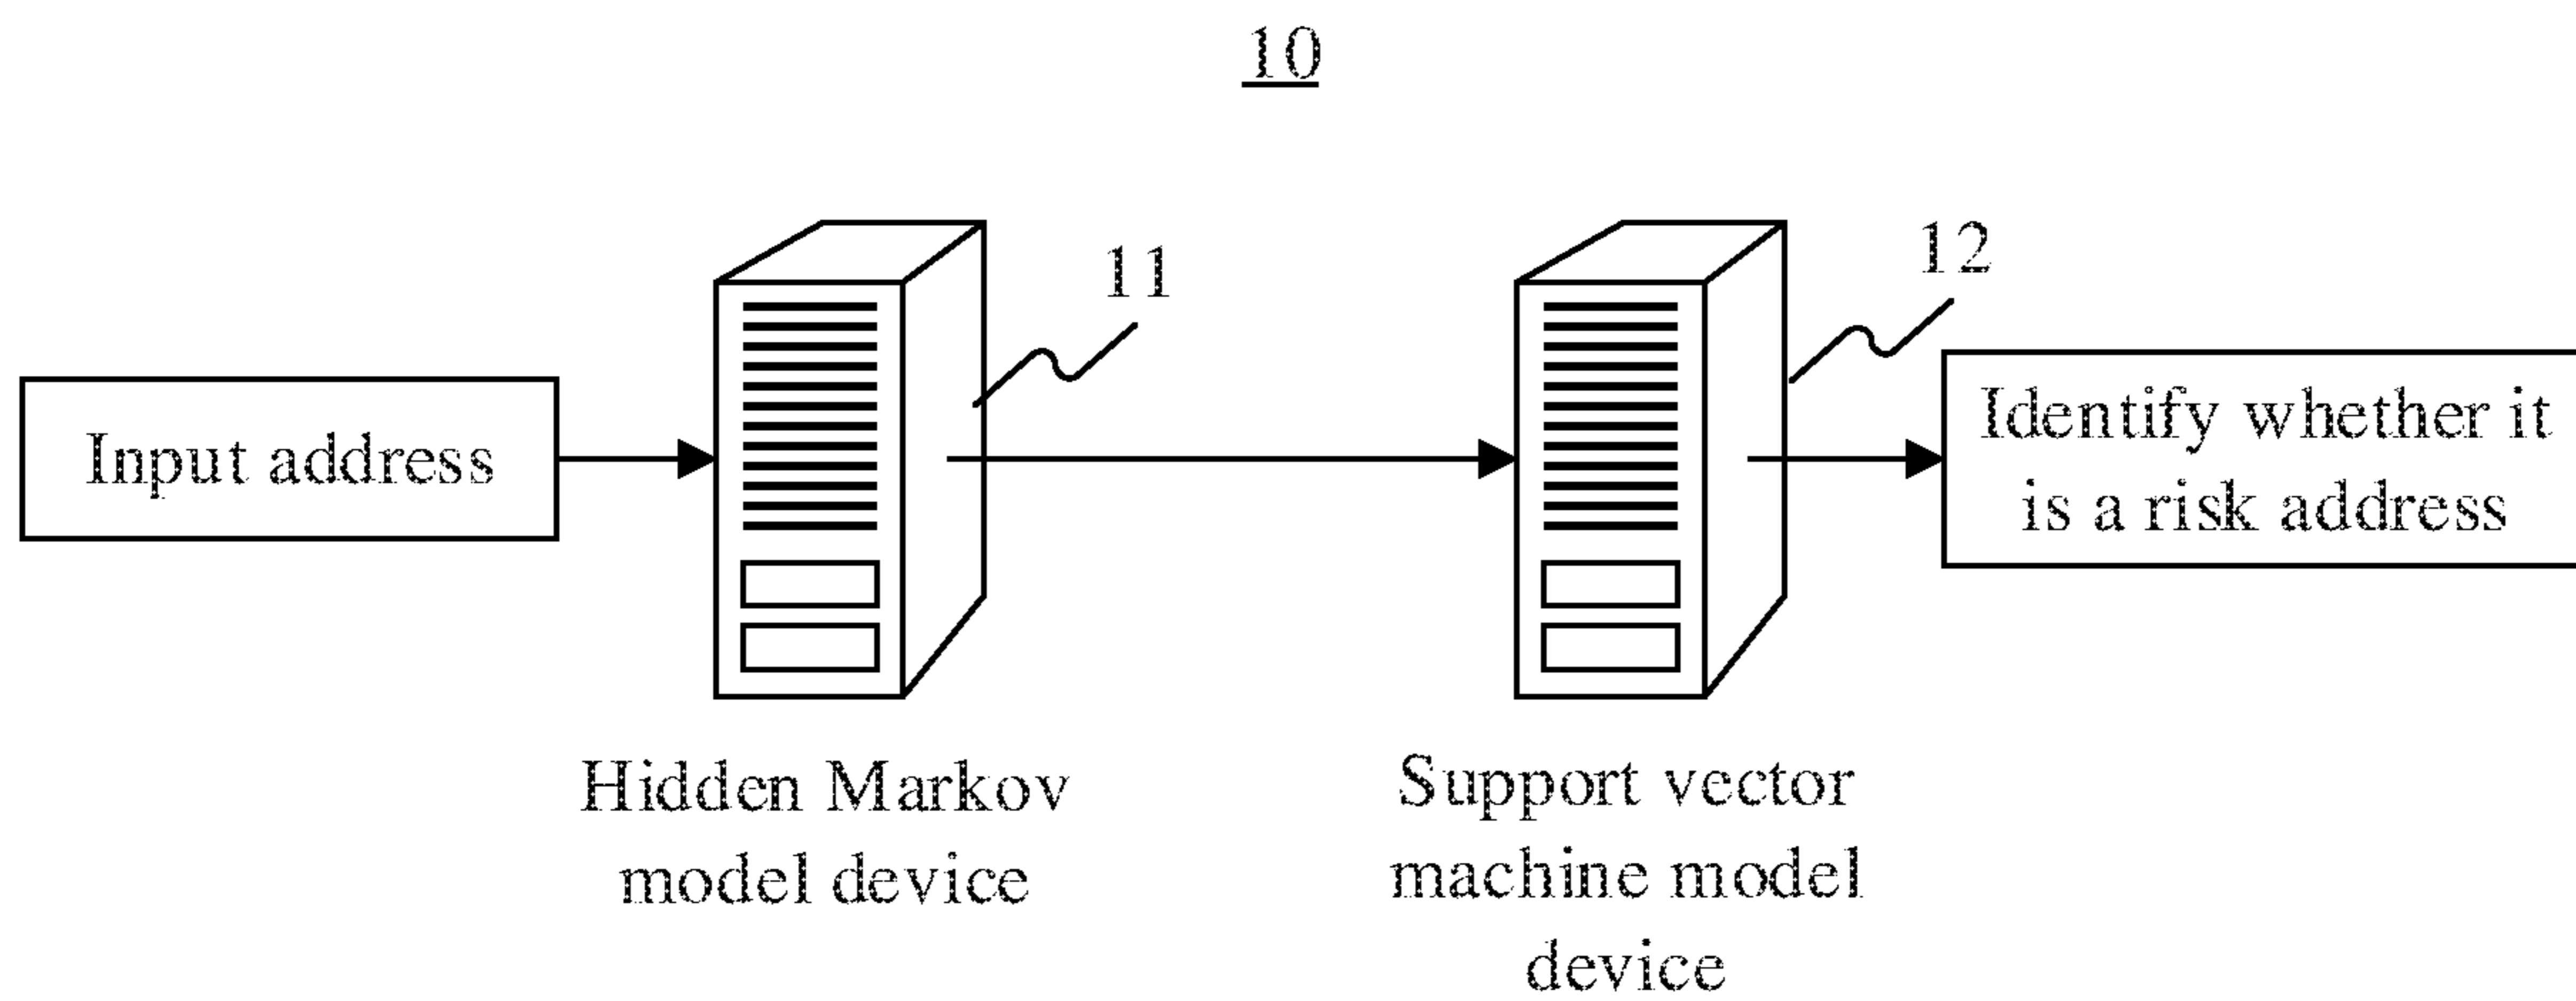 10
11
12
Input address
Identify whether it
is a risk address
Hidden Markov
model device
Support vector
machine model
device